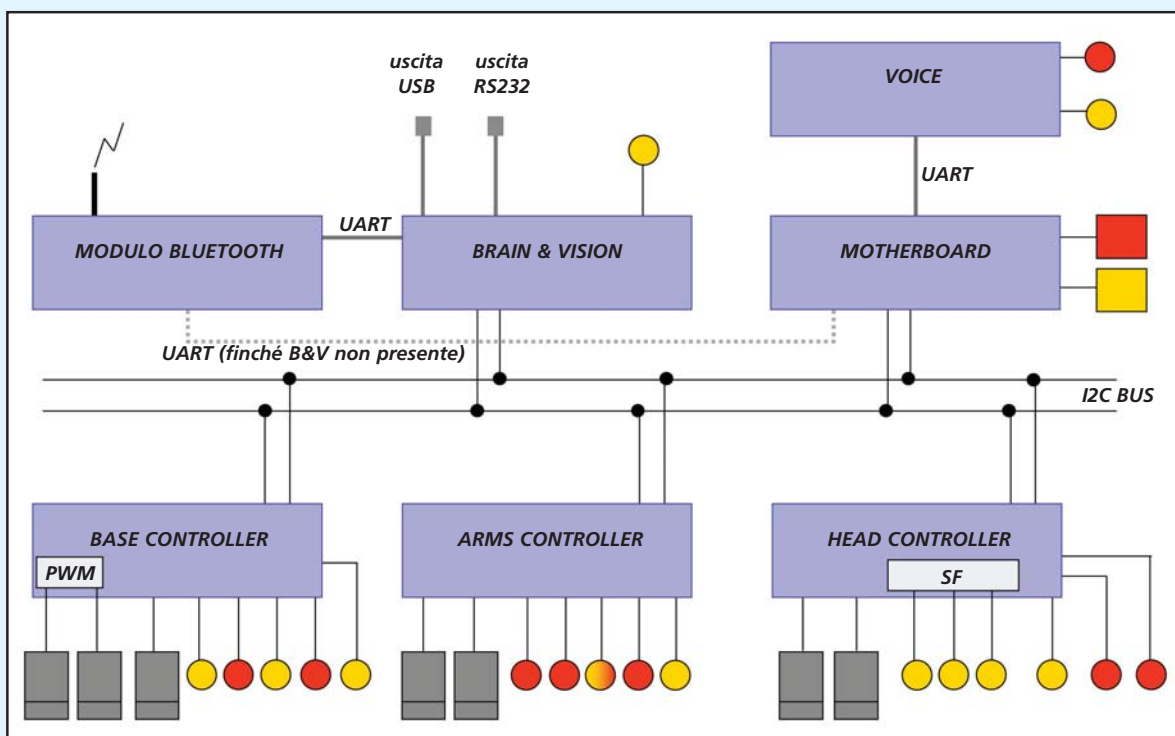 uscita
USB
uscita
RS232
VOICE
UART
MODULO BLUETOOTH
UART
BRAIN & VISION
MOTHERBOARD
UART (finché B&V non presente)
I2C BUS
BASE CONTROLLER
PWM
ARMS CONTROLLER
HEAD CONTROLLER
SF